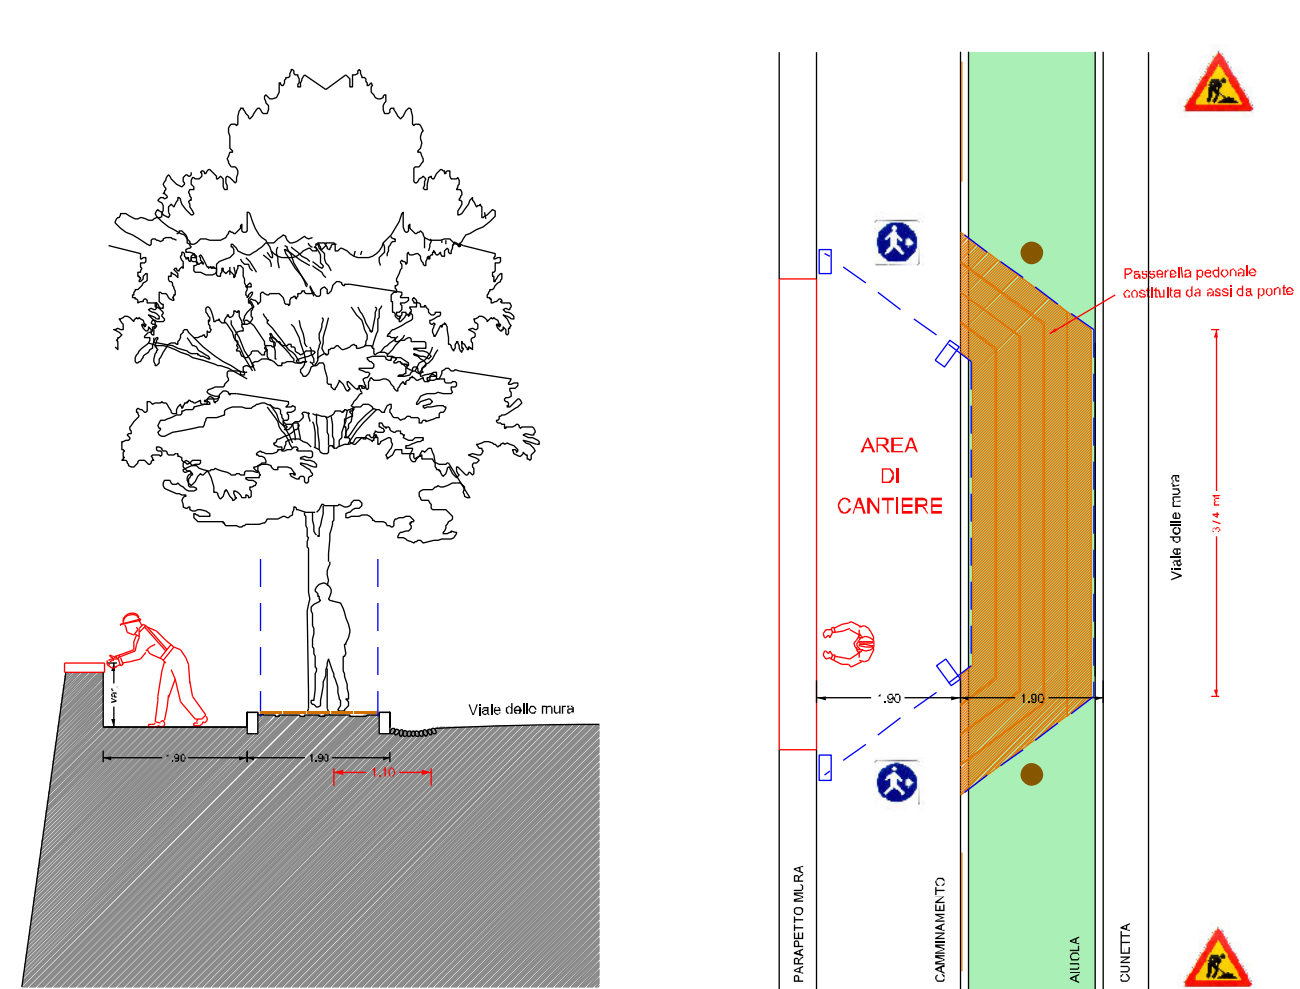 Viale delle mura
var.
1.90
1.90
1,10
Passerella pedonale
costituita da assi da ponte
AREA
DI
CANTIERE
Viale delle mura
3 / 4 mt
1.90
1.90
PARAPETTO MURA
CAMMINAMENTO
AIUOLA
CUNETTA